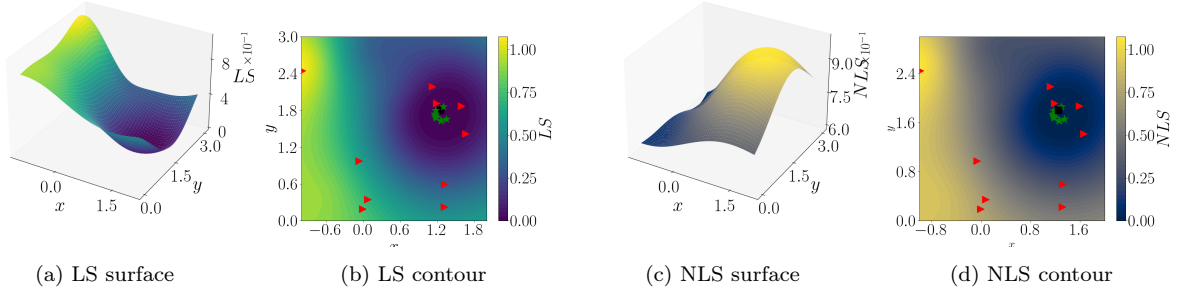 ×10⁻¹
8
LS
4
0
3.0
1.5
y
0.0
0.0
x
1.5
(a) LS surface
3.0
2.4
1.8
y
1.2
0.6
0.0
−0.6 0.0 0.6 1.2 1.8
1.00
0.75
0.50
0.25
0.00
LS
(b) LS contour
×10⁻¹
9.0
NLS
7.5
6.0
3.0
1.5
y
0.0
0.0
x
1.5
(c) NLS surface
2.4
y
1.6
0.8
0.0
−0.8 0.0 0.8 1.6
x
1.00
0.75
0.50
0.25
0.00
NLS
(d) NLS contour